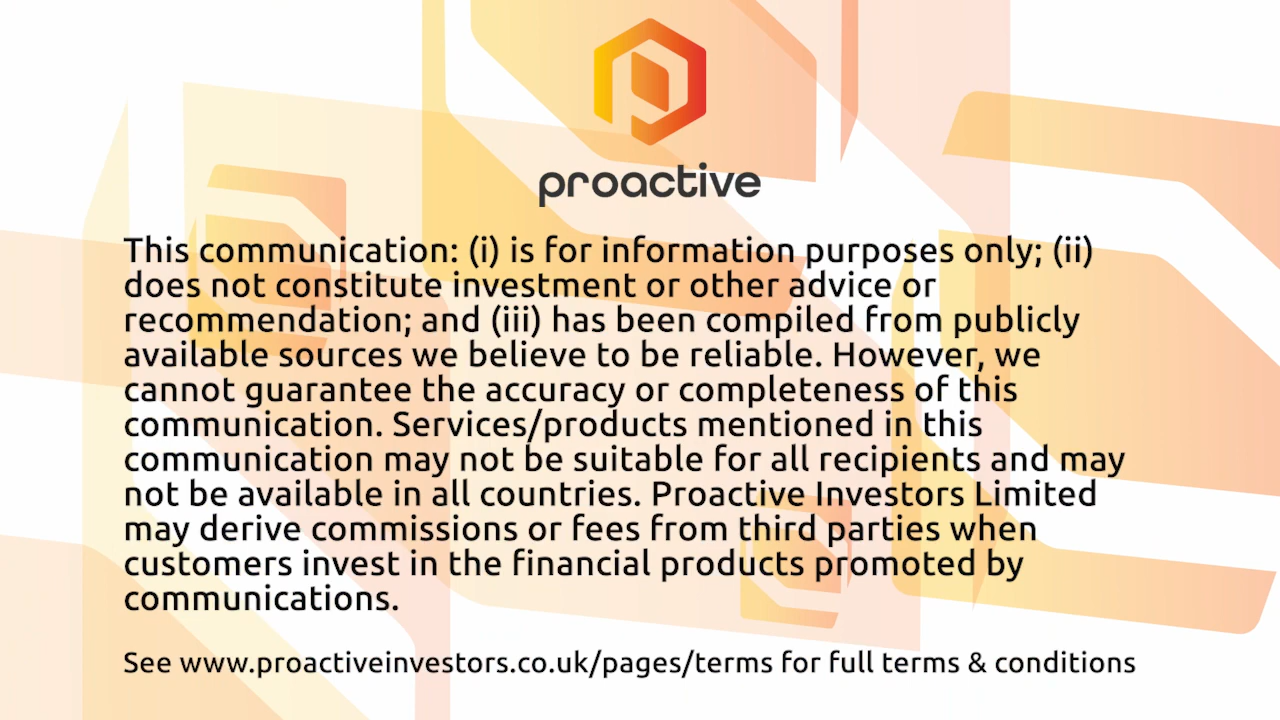 proactive
This communication: (i) is for information purposes only; (ii)
does not constitute investment or other advice or
recommendation; and (iii) has been compiled from publicly
available sources we believe to be reliable. However, we
cannot guarantee the accuracy or completeness of this
communication. Services/products mentioned in this
communication may not be suitable for all recipients and may
not be available in all countries. Proactive Investors Limited
may derive commissions or fees from third parties when
customers invest in the financial products promoted by
communications.
See www.proactiveinvestors.co.uk/pages/terms for full terms & conditions